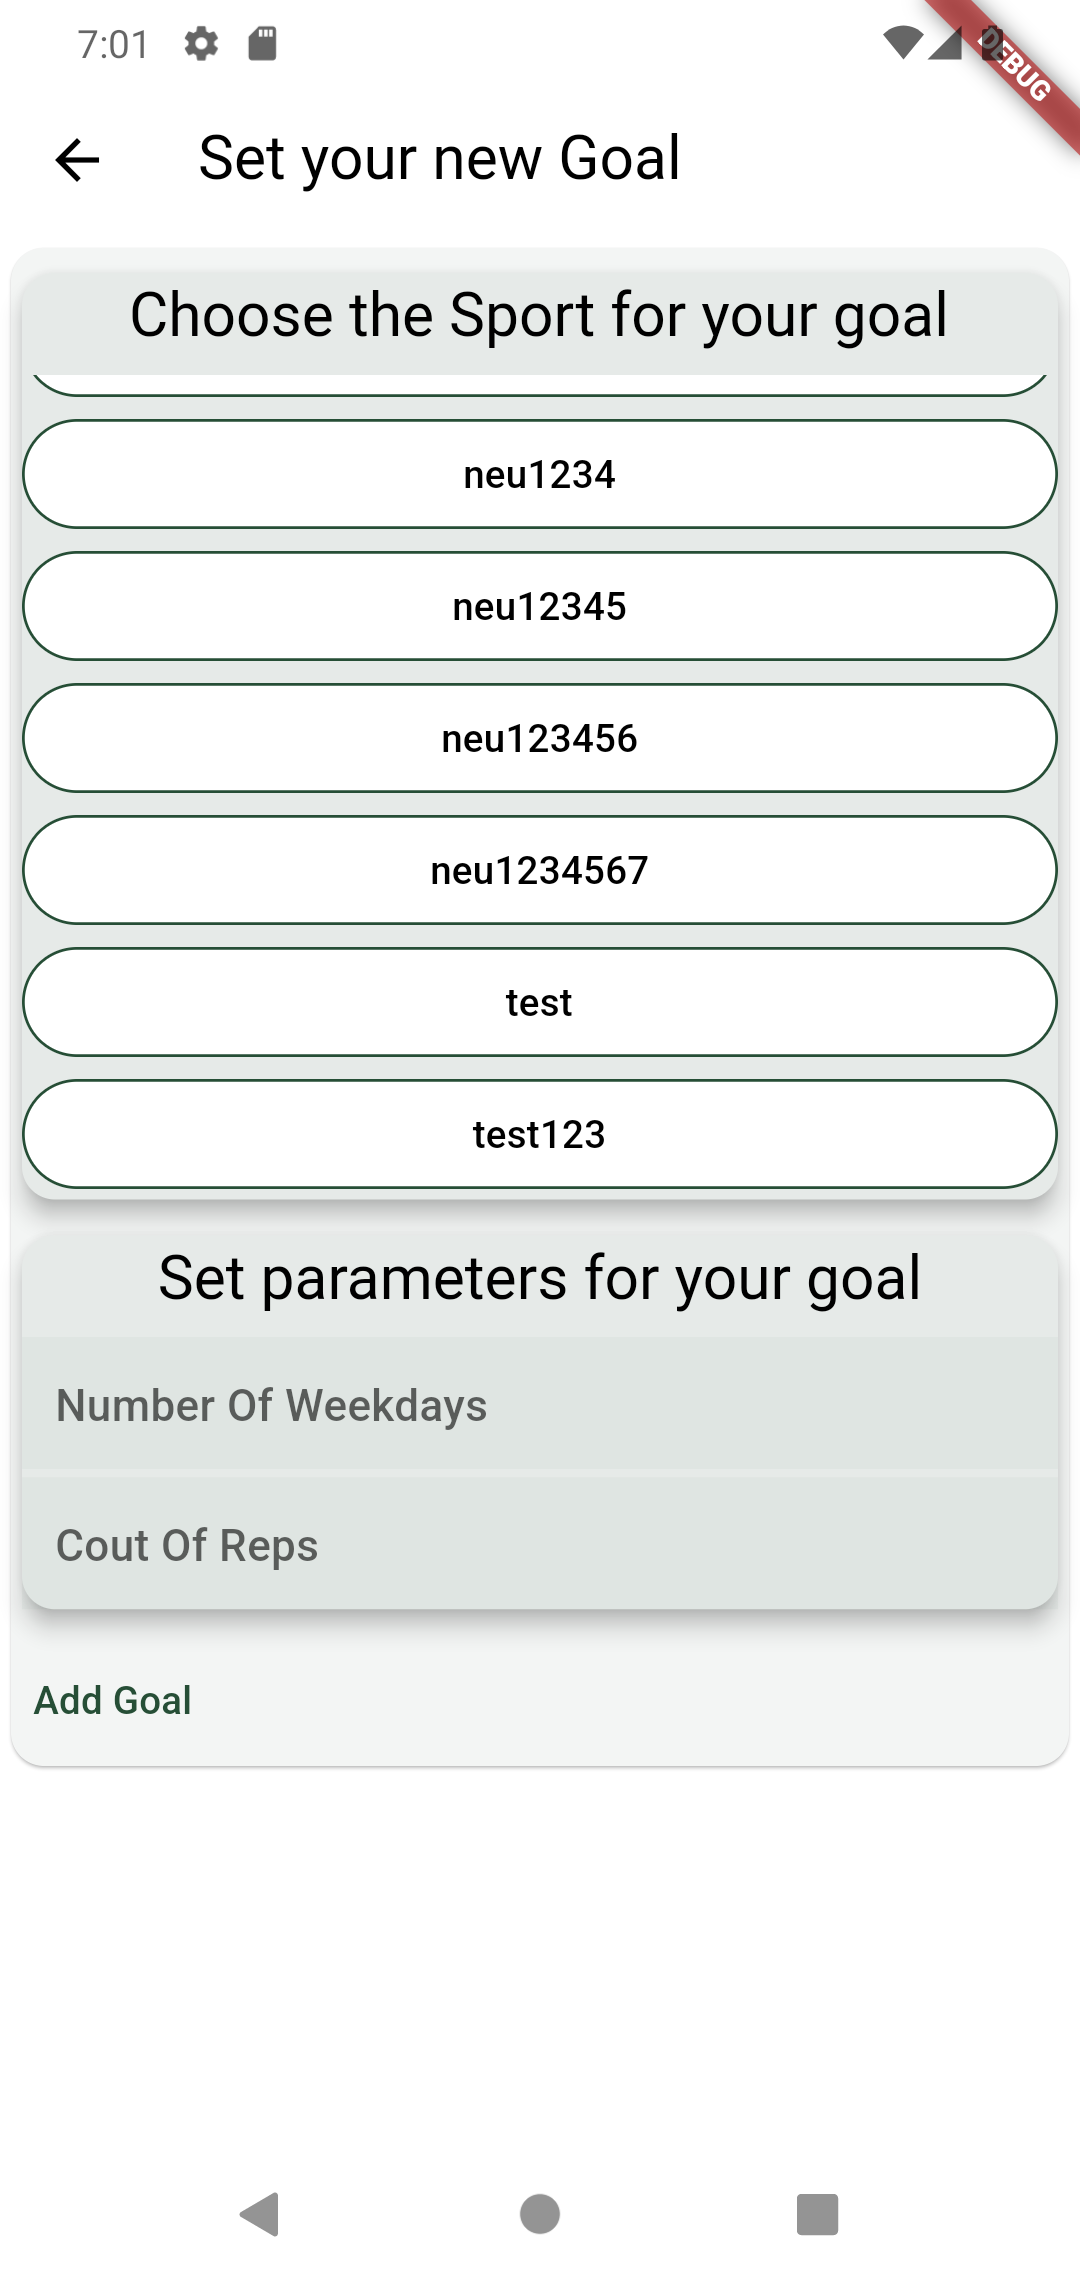 7:01
DEBUG
Set your new Goal
Choose the Sport for your goal
neu1234
neu12345
neu123456
neu1234567
test
test123
Set parameters for your goal
Number Of Weekdays
Cout Of Reps
Add Goal